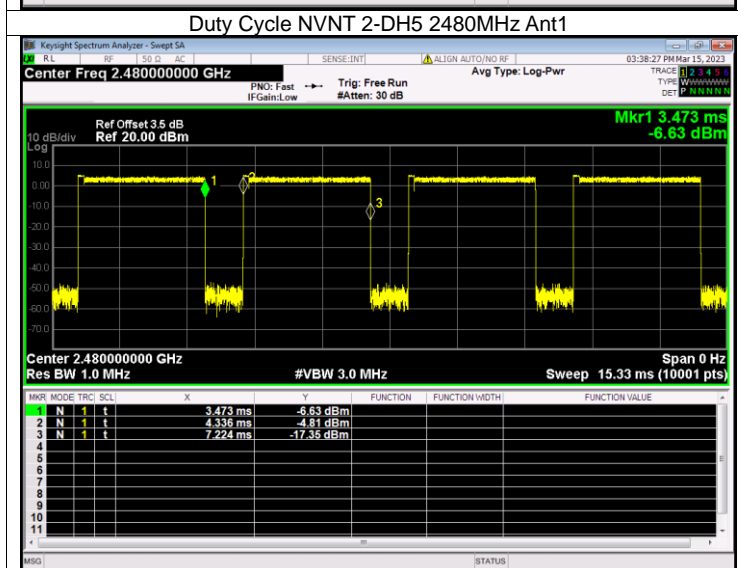 Duty Cycle NVNT 2-DH5 2480MHz Ant1
Keysight Spectrum Analyzer - Swept SA
RL RF 50 Ω AC SENSE:INT ALIGN AUTO/NO RF 03:38:27 PM Mar 15, 2023
Center Freq 2.480000000 GHz Avg Type: Log-Pwr TRACE 1 2 3 4 5 6
PNO: Fast Trig: Free Run TYPE WWWWWW
IFGain:Low #Atten: 30 dB DET P NNNNN
Mkr1 3.473 ms
-6.63 dBm
Ref Offset 3.5 dB
10 dB/div Ref 20.00 dBm
Log
10.0
0.00
-10.0
-20.0
-30.0
-40.0
-50.0
-60.0
-70.0
1
2
3
Center 2.480000000 GHz Span 0 Hz
Res BW 1.0 MHz #VBW 3.0 MHz Sweep 15.33 ms (10001 pts)
MKR MODE TRC SCL X Y FUNCTION FUNCTION WIDTH FUNCTION VALUE
1 N 1 t 3.473 ms -6.63 dBm
2 N 1 t 4.336 ms -4.81 dBm
3 N 1 t 7.224 ms -17.35 dBm
4
5
6
7
8
9
10
11
MSG STATUS